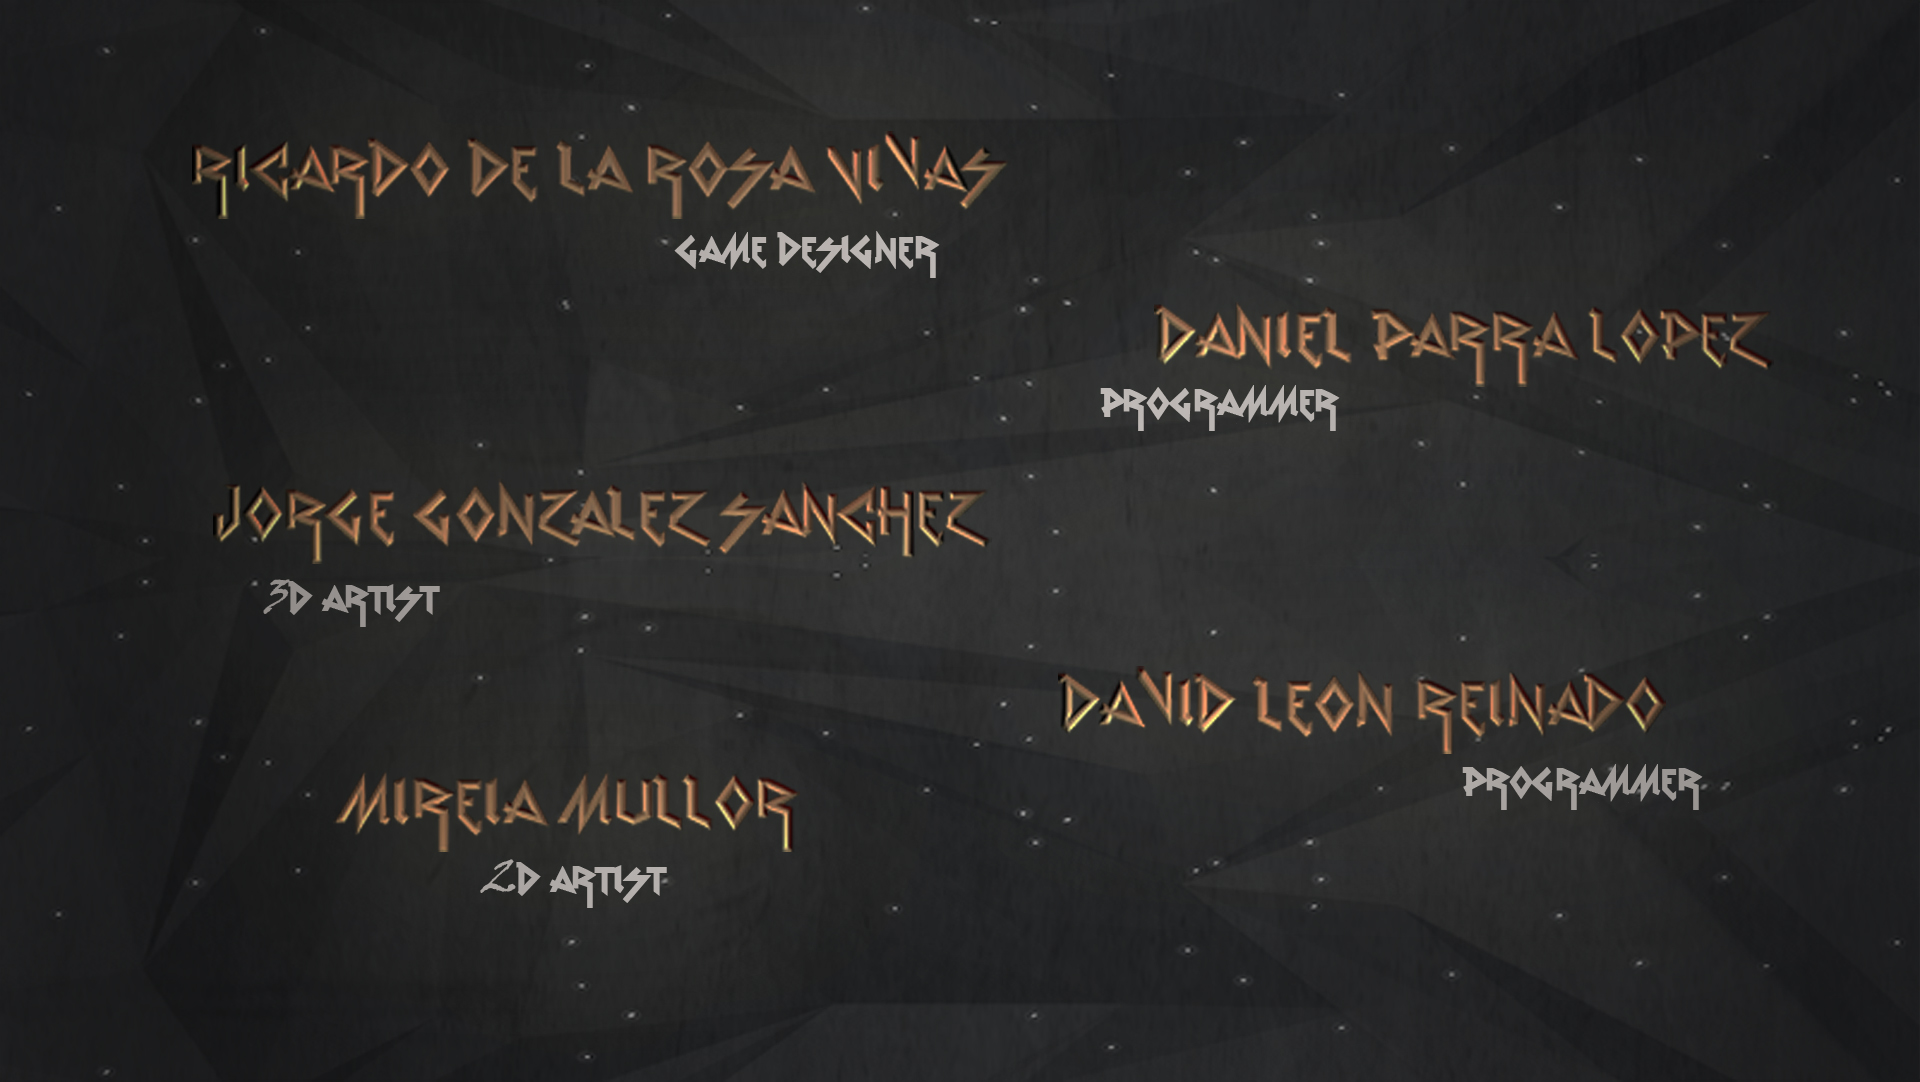 RICARDO DE LA ROSA VIVAS
GAME DESIGNER
DANIEL PARRA LOPEZ
PROGRAMMER
JORGE GONZALEZ SANCHEZ
3D ARTIST
DAVID LEON REINADO
PROGRAMMER
MIREIA MULLOR
2D ARTIST